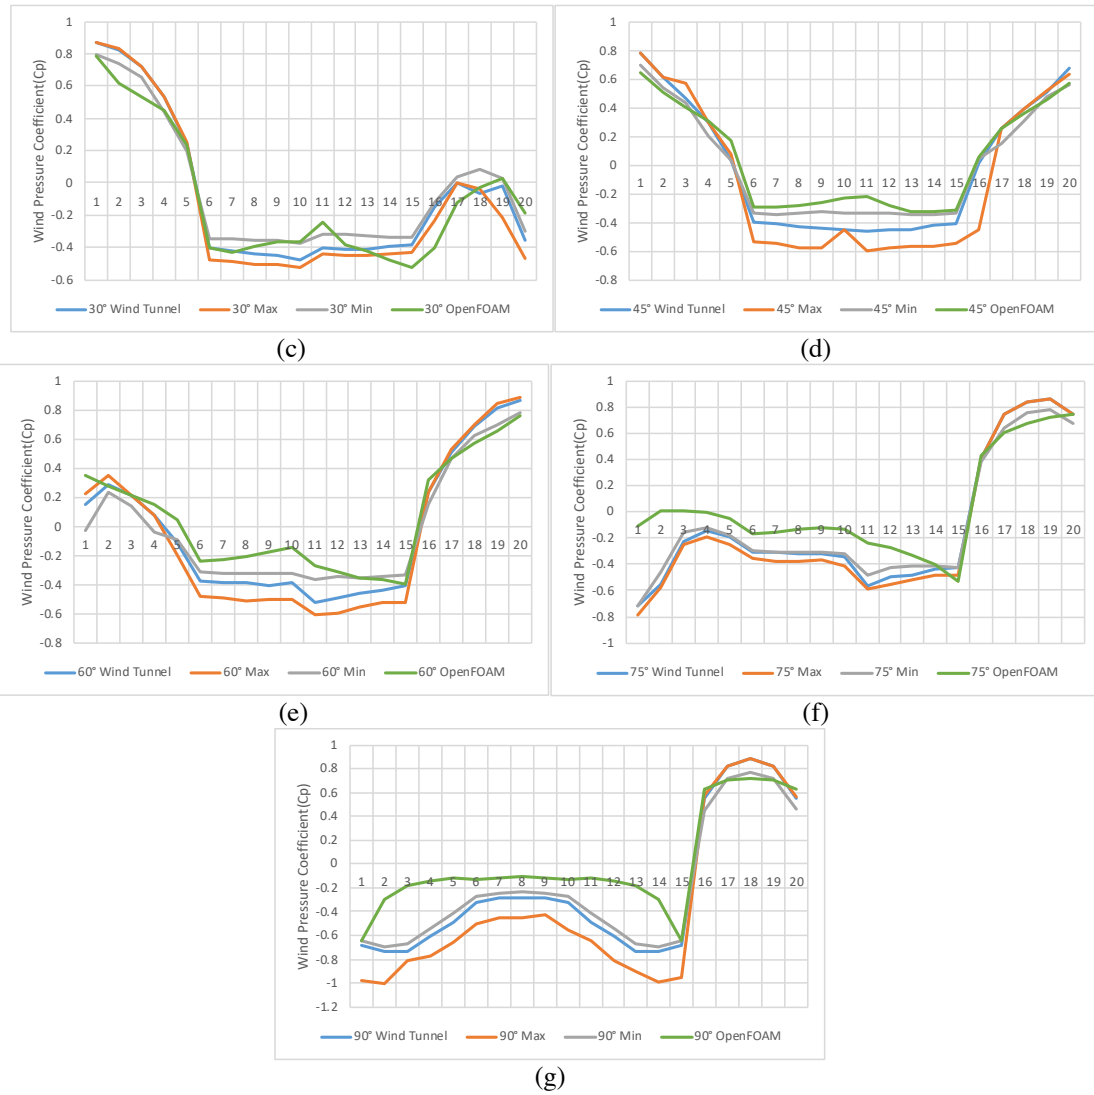 1
0.8
0.6
0.4
0.2
0
-0.2
-0.4
-0.6
Wind Pressure Coefficient(Cp)
1 2 3 4 5 6 7 8 9 10 11 12 13 14 15 16 17 18 19 20
30° Wind Tunnel 30° Max 30° Min 30° OpenFOAM
(c)
1
0.8
0.6
0.4
0.2
0
-0.2
-0.4
-0.6
-0.8
Wind Pressure Coefficient(Cp)
1 2 3 4 5 6 7 8 9 10 11 12 13 14 15 16 17 18 19 20
45° Wind Tunnel 45° Max 45° Min 45° OpenFOAM
(d)
1
0.8
0.6
0.4
0.2
0
-0.2
-0.4
-0.6
-0.8
Wind Pressure Coefficient(Cp)
1 2 3 4 5 6 7 8 9 10 11 12 13 14 15 16 17 18 19 20
60° Wind Tunnel 60° Max 60° Min 60° OpenFOAM
(e)
1
0.8
0.6
0.4
0.2
0
-0.2
-0.4
-0.6
-0.8
-1
Wind Pressure Coefficient(Cp)
1 2 3 4 5 6 7 8 9 10 11 12 13 14 15 16 17 18 19 20
75° Wind Tunnel 75° Max 75° Min 75° OpenFOAM
(f)
1
0.8
0.6
0.4
0.2
0
-0.2
-0.4
-0.6
-0.8
-1
-1.2
Wind Pressure Coefficient(Cp)
1 2 3 4 5 6 7 8 9 10 11 12 13 14 15 16 17 18 19 20
90° Wind Tunnel 90° Max 90° Min 90° OpenFOAM
(g)